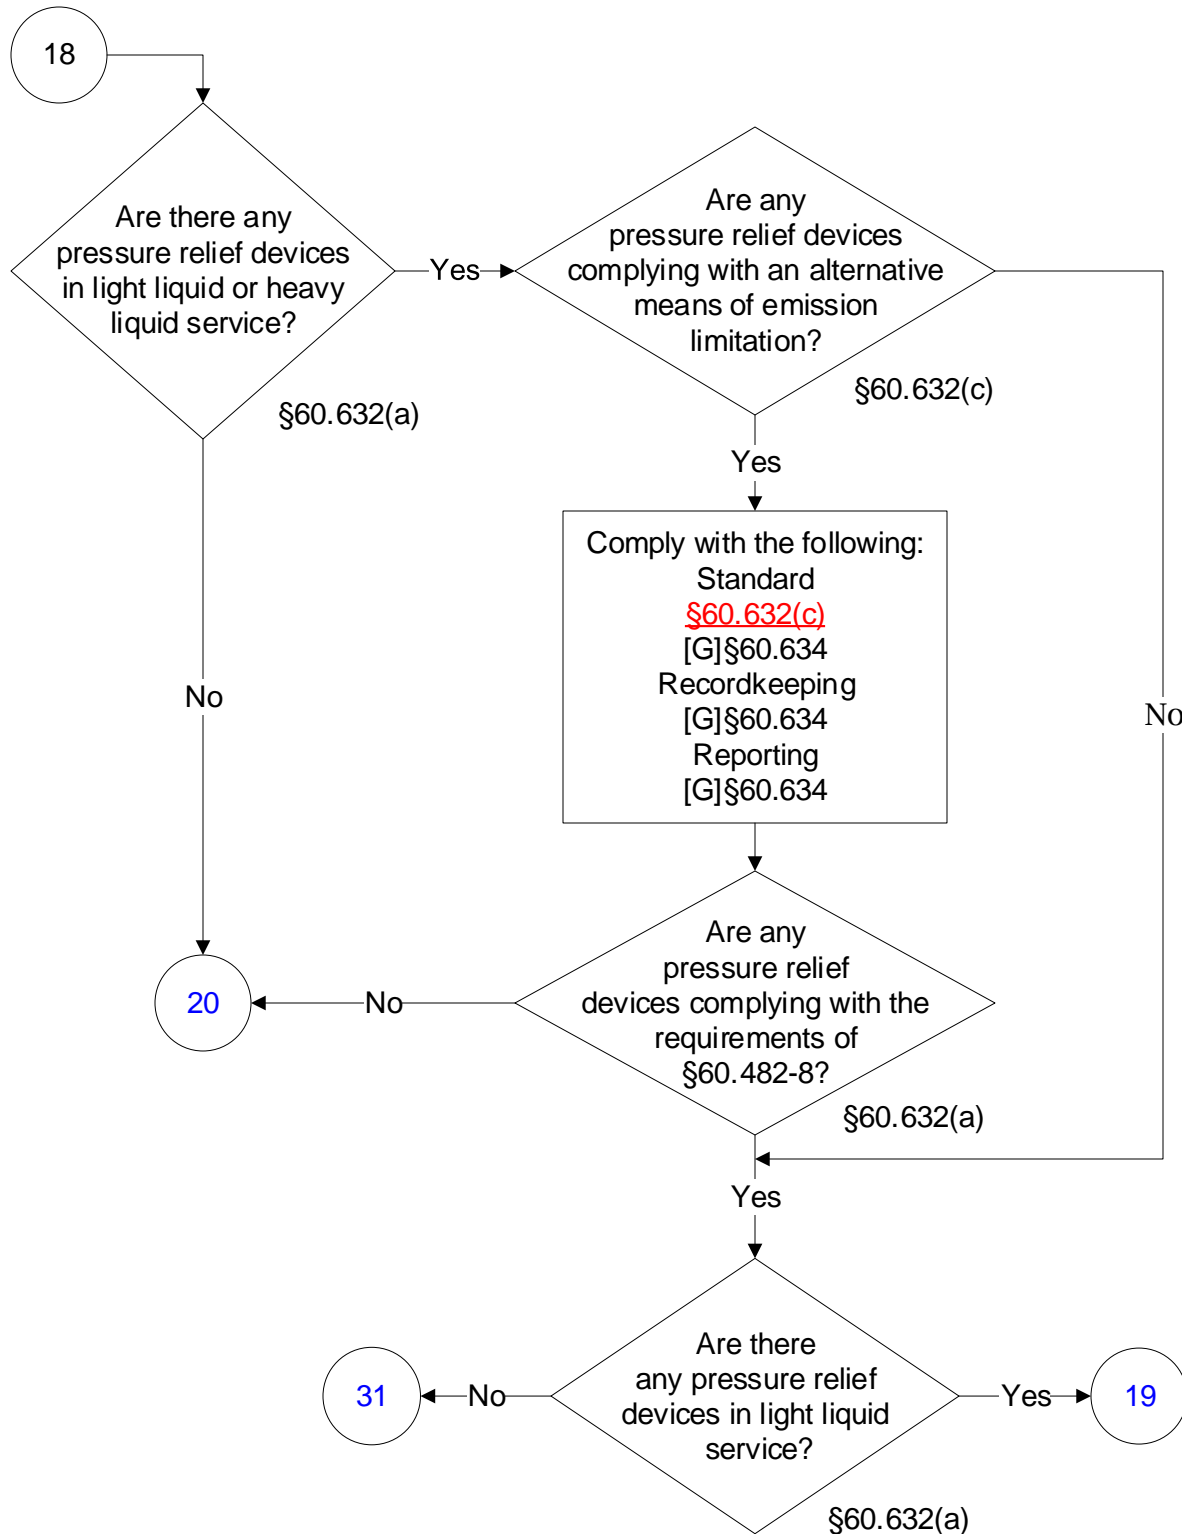 18
Are there any
pressure relief devices
in light liquid or heavy
liquid service?
§60.632(a)
Yes
Are any
pressure relief devices
complying with an alternative
means of emission
limitation?
§60.632(c)
Yes
No
No
Comply with the following:
Standard
§60.632(c)
[G]§60.634
Recordkeeping
[G]§60.634
Reporting
[G]§60.634
Are any
pressure relief
devices complying with the
requirements of
§60.482-8?
§60.632(a)
No
20
Yes
Are there
any pressure relief
devices in light liquid
service?
§60.632(a)
No
31
Yes
19